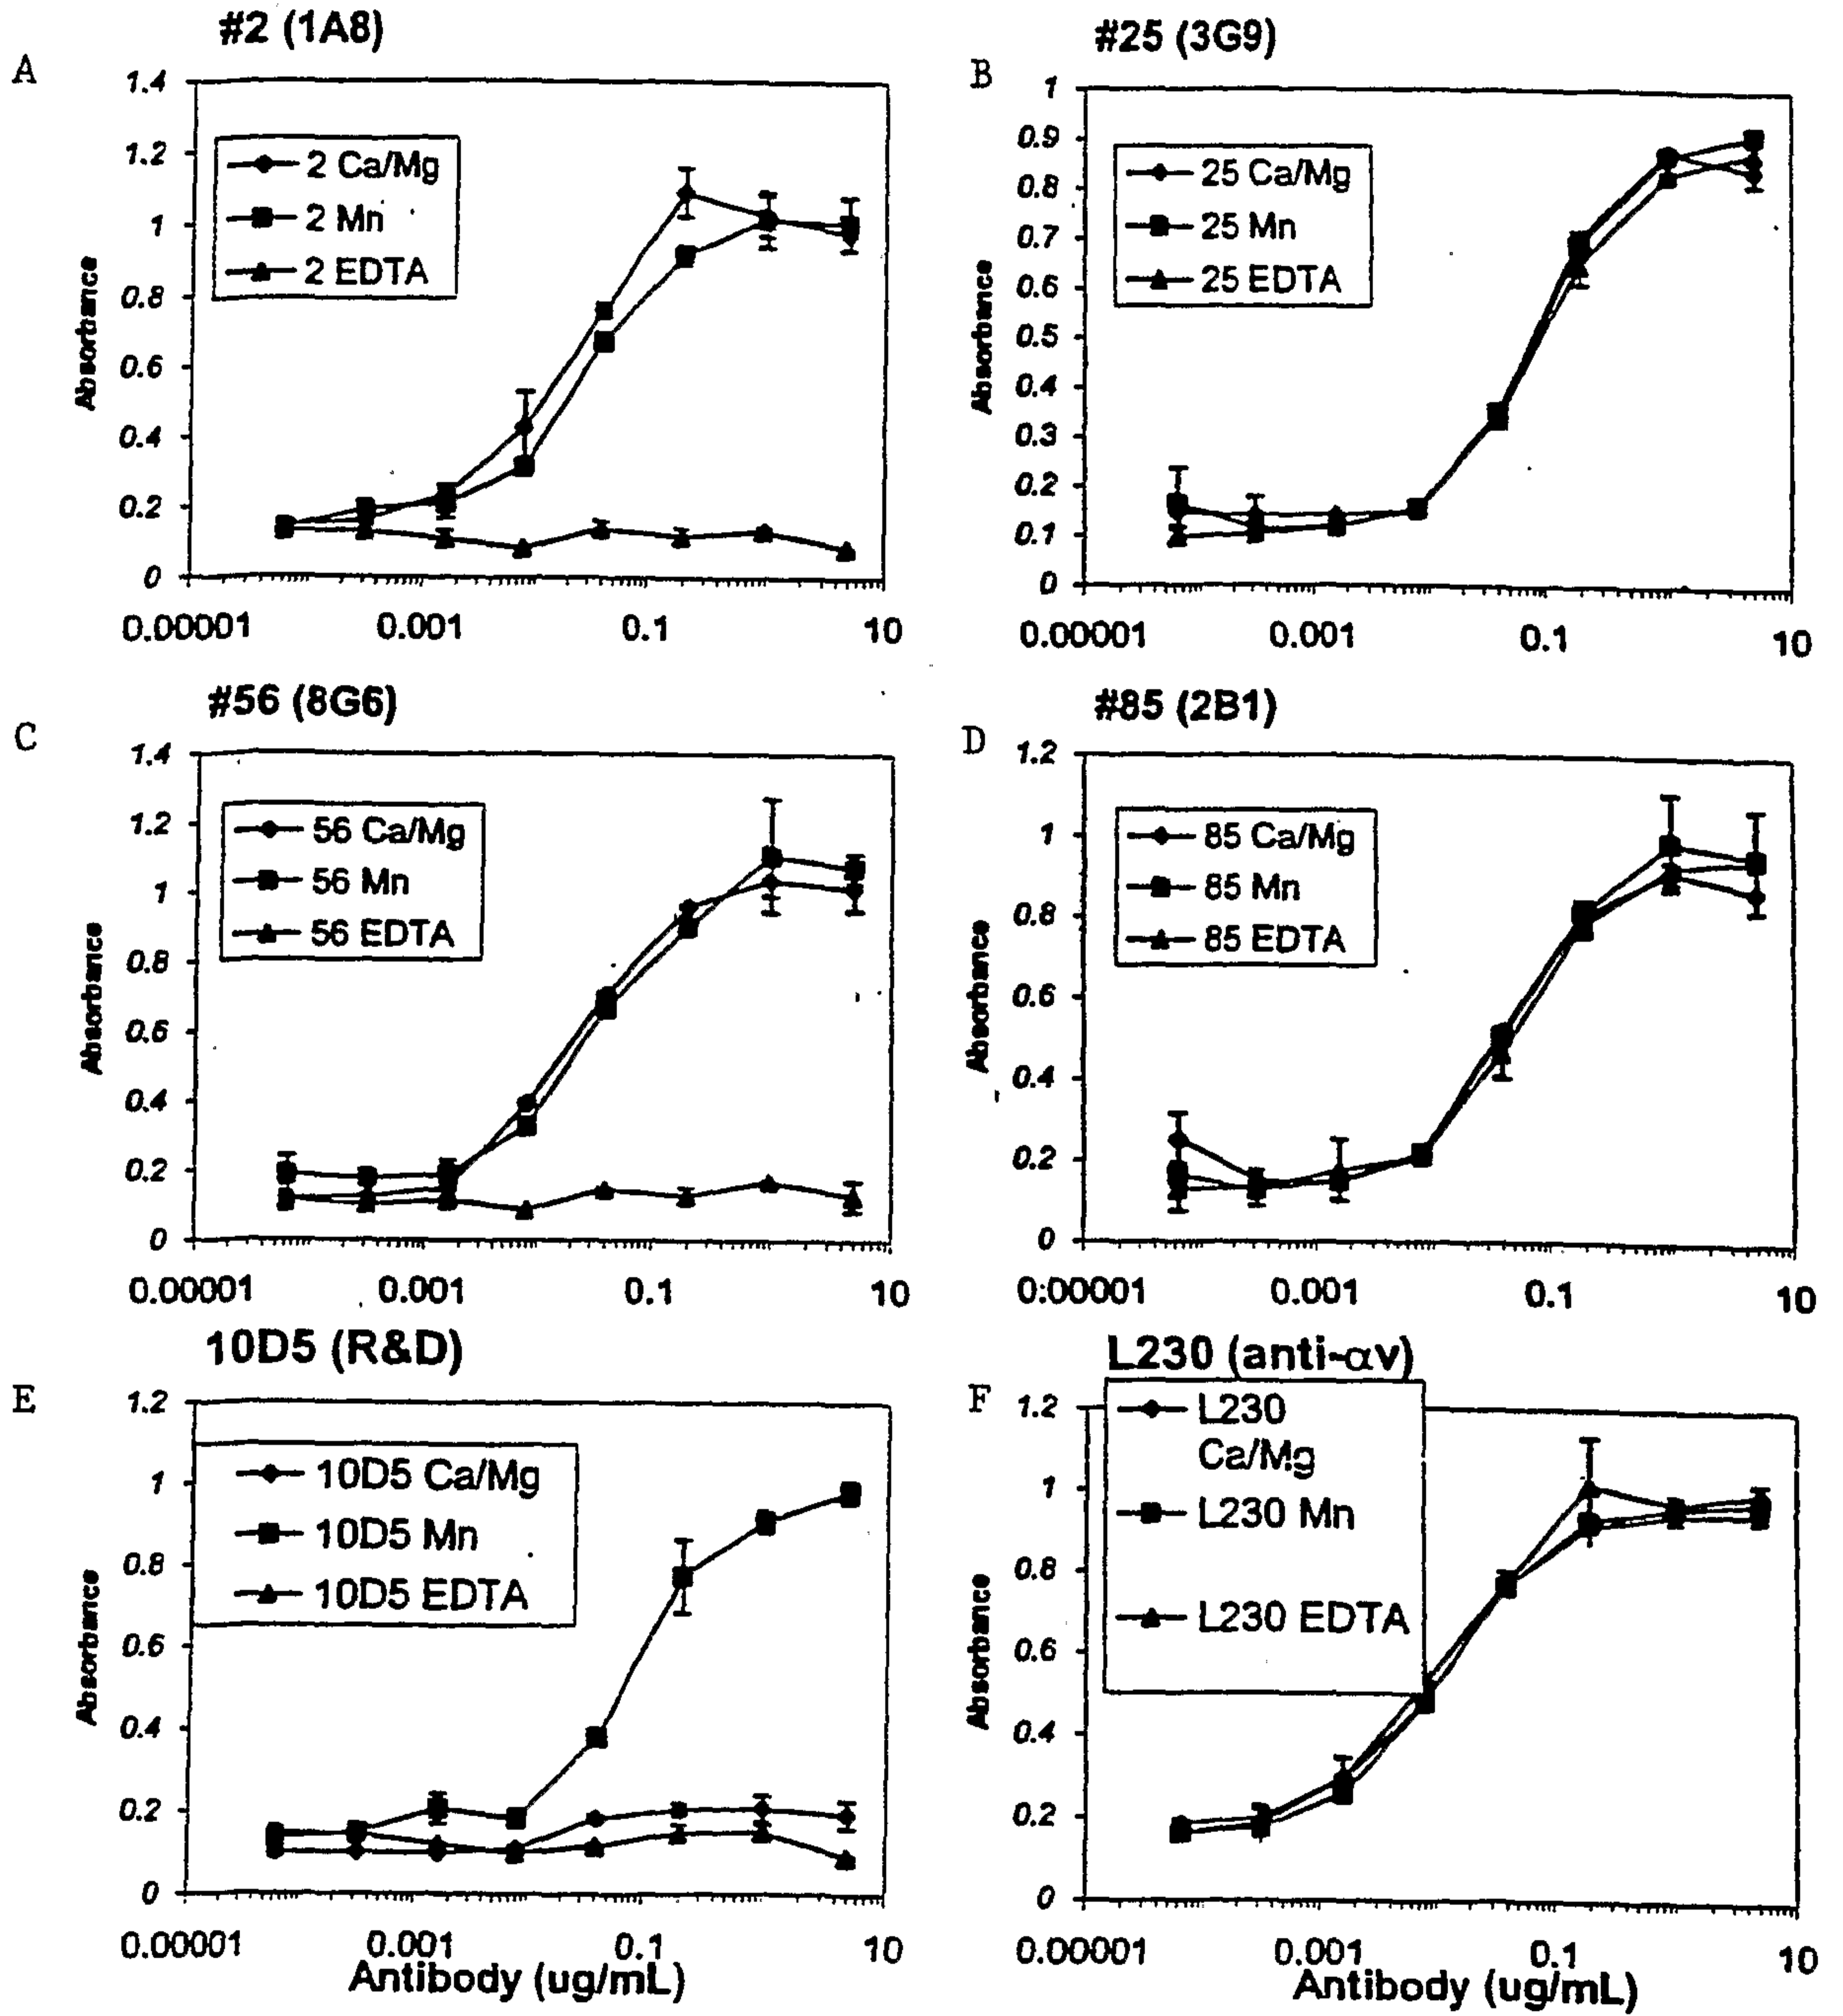 #2 (1A8)
A
1.4
1.2
1
0.8
0.6
0.4
0.2
0
Absorbance
2 Ca/Mg
2 Mn
2 EDTA
0.00001
0.001
0.1
10
#25 (3G9)
B
1
0.9
0.8
0.7
0.6
0.5
0.4
0.3
0.2
0.1
0
Absorbance
25 Ca/Mg
25 Mn
25 EDTA
0.00001
0.001
0.1
10
#56 (8G6)
C
1.4
1.2
1
0.8
0.6
0.4
0.2
0
Absorbance
56 Ca/Mg
56 Mn
56 EDTA
0.00001
0.001
0.1
10
#85 (2B1)
D
1.2
1
0.8
0.6
0.4
0.2
0
Absorbance
85 Ca/Mg
85 Mn
85 EDTA
0:00001
0.001
0.1
10
10D5 (R&D)
E
1.2
1
0.8
0.6
0.4
0.2
0
Absorbance
10D5 Ca/Mg
10D5 Mn
10D5 EDTA
0.00001
0.001
0.1
10
Antibody (ug/mL)
L230 (anti-αv)
F
1.2
1
0.8
0.6
0.4
0.2
0
Absorbance
L230
Ca/Mg
L230 Mn
L230 EDTA
0.00001
0.001
0.1
10
Antibody (ug/mL)